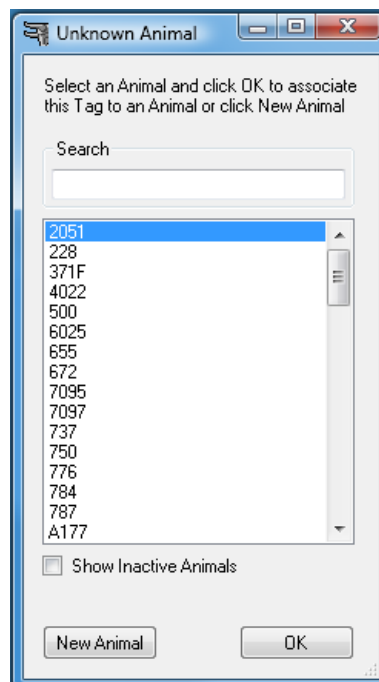 Unknown Animal
Select an Animal and click OK to associate
this Tag to an Animal or click New Animal
Search
2051
228
371F
4022
500
6025
655
672
7095
7097
737
750
776
784
787
A177
Show Inactive Animals
New Animal
OK